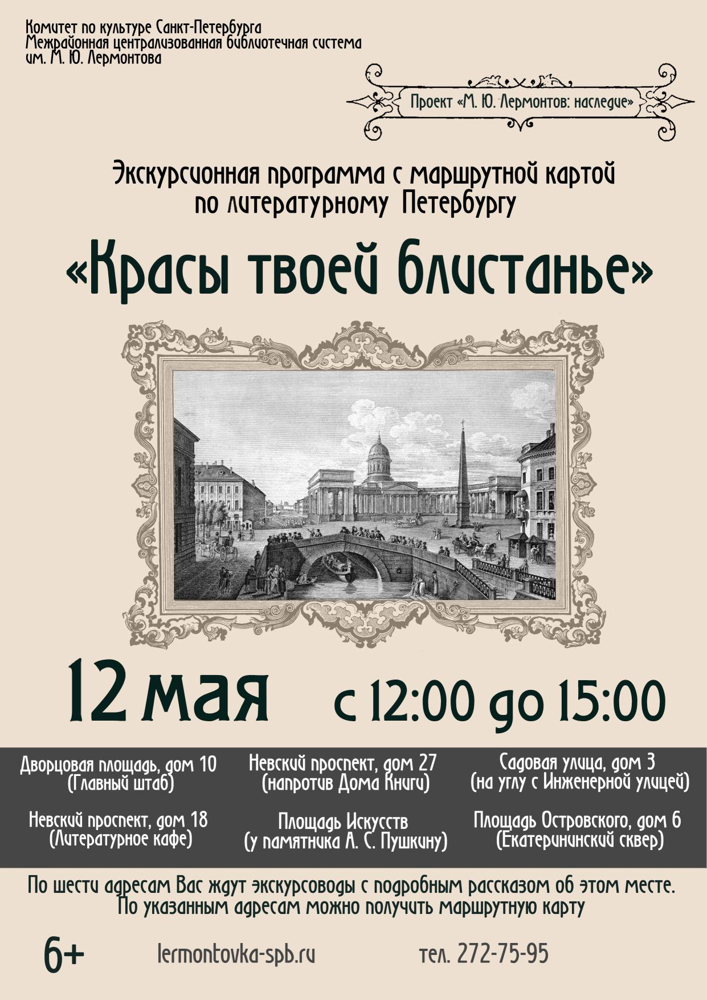 Комитет по культуре Санкт-Петербурга
Межрайонная централизованная библиотечная система
им. М. Ю. Лермонтова
Проект «М. Ю. Лермонтов: наследие»
Экскурсионная программа с маршрутной картой
по литературному Петербургу
«Красы твоей блистанье»
12 мая с 12:00 до 15:00
Дворцовая площадь, дом 10
(Главный штаб)
Невский проспект, дом 27
(напротив Дома Книги)
Садовая улица, дом 3
(на углу с Инженерной улицей)
Невский проспект, дом 18
(Литературное кафе)
Площадь Искусств
(у памятника А. С. Пушкину)
Площадь Островского, дом 6
(Екатерининский сквер)
По шести адресам Вас ждут экскурсоводы с подробным рассказом об этом месте.
По указанным адресам можно получить маршрутную карту
6+ lermontovka-spb.ru тел. 272-75-95